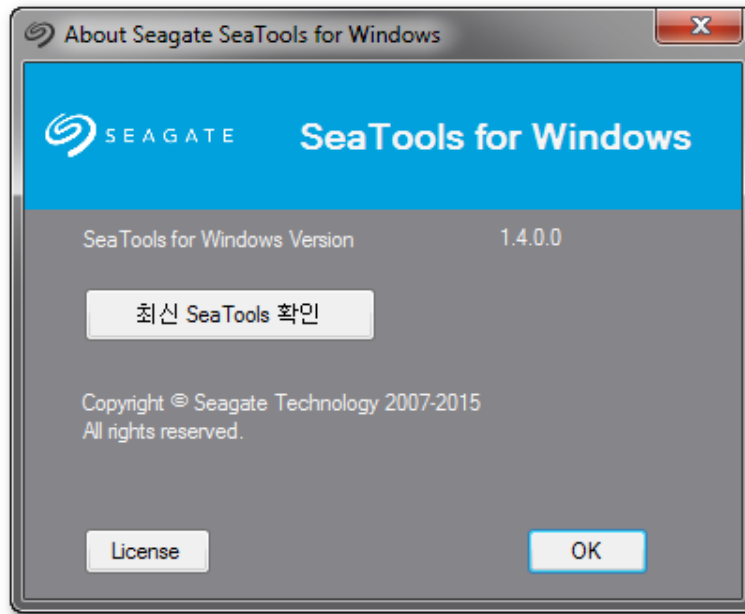 About Seagate SeaTools for Windows
SEAGATE
SeaTools for Windows
SeaTools for Windows Version 1.4.0.0
최신 SeaTools 확인
Copyright © Seagate Technology 2007-2015
All rights reserved.
License
OK